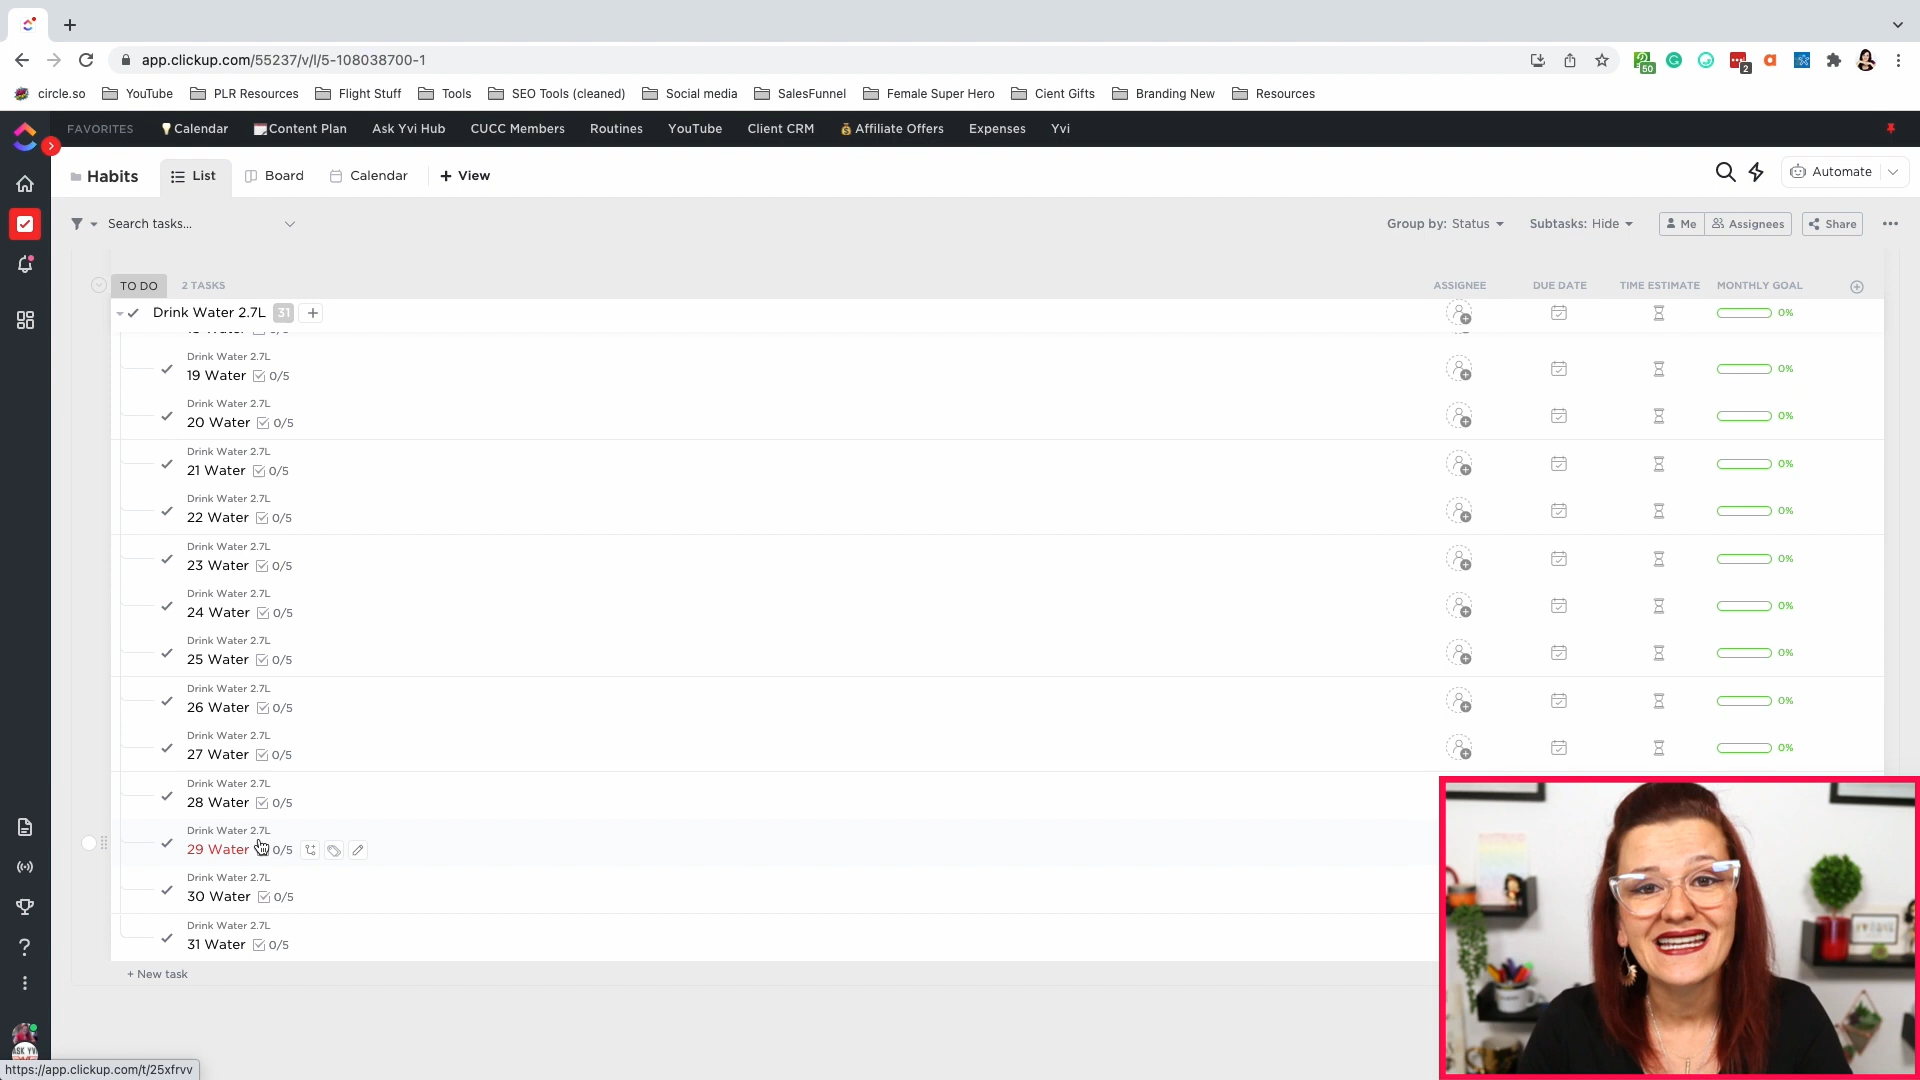 app.clickup.com/55237/v/l/5-108038700-1
50
2
circle.so YouTube PLR Resources Flight Stuff Tools SEO Tools (cleaned) Social media SalesFunnel Female Super Hero Cient Gifts Branding New Resources
FAVORITES Calendar Content Plan Ask Yvi Hub CUCC Members Routines YouTube Client CRM Affiliate Offers Expenses Yvi
Habits List Board Calendar + View Automate
Search tasks... Group by: Status Subtasks: Hide Me Assignees Share
TO DO 2 TASKS ASSIGNEE DUE DATE TIME ESTIMATE MONTHLY GOAL
Drink Water 2.7L 31 + 0%
Drink Water 2.7L
19 Water 0/5 0%
Drink Water 2.7L
20 Water 0/5 0%
Drink Water 2.7L
21 Water 0/5 0%
Drink Water 2.7L
22 Water 0/5 0%
Drink Water 2.7L
23 Water 0/5 0%
Drink Water 2.7L
24 Water 0/5 0%
Drink Water 2.7L
25 Water 0/5 0%
Drink Water 2.7L
26 Water 0/5 0%
Drink Water 2.7L
27 Water 0/5 0%
Drink Water 2.7L
28 Water 0/5
Drink Water 2.7L
29 Water 0/5
Drink Water 2.7L
30 Water 0/5
Drink Water 2.7L
31 Water 0/5
+ New task
ASK YVI
https://app.clickup.com/t/25xfrvv